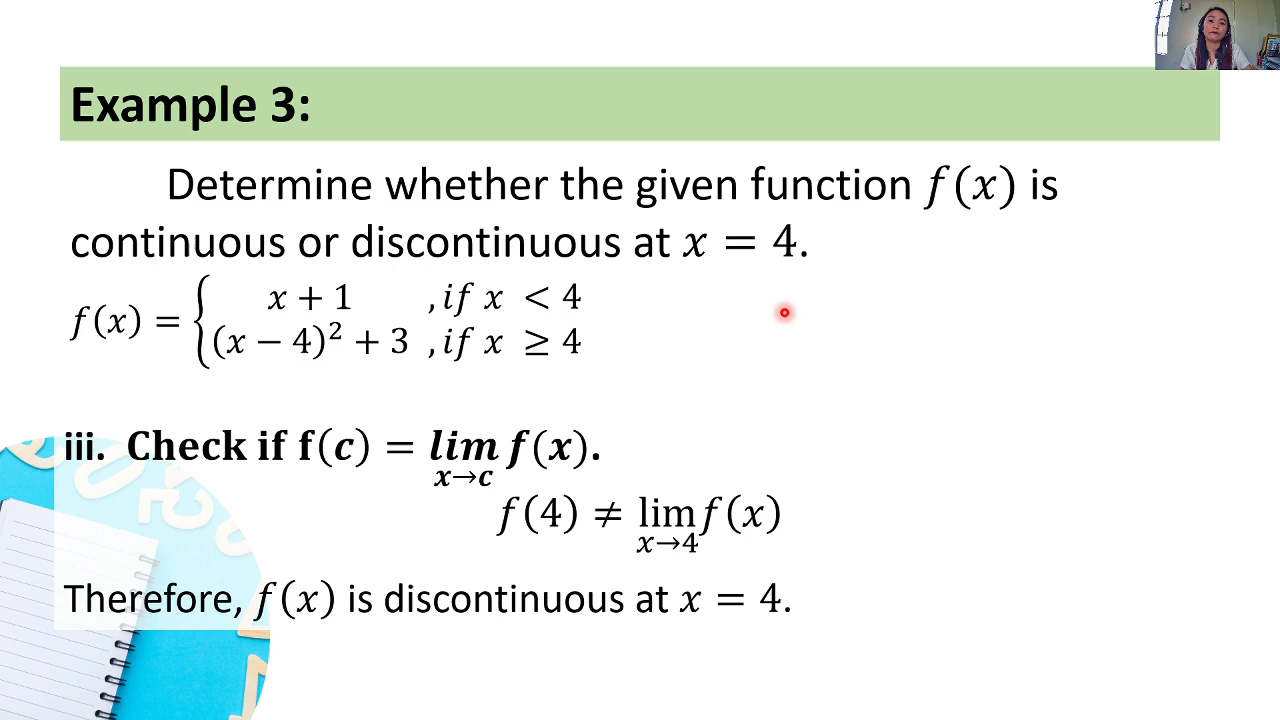 Example 3:
Determine whether the given function f(x) is
continuous or discontinuous at x = 4.
f(x) = { x + 1 , if x < 4
(x − 4)² + 3 , if x ≥ 4
iii. Check if f(c) = lim x→c f(x).
f(4) ≠ lim x→4 f(x)
Therefore, f(x) is discontinuous at x = 4.